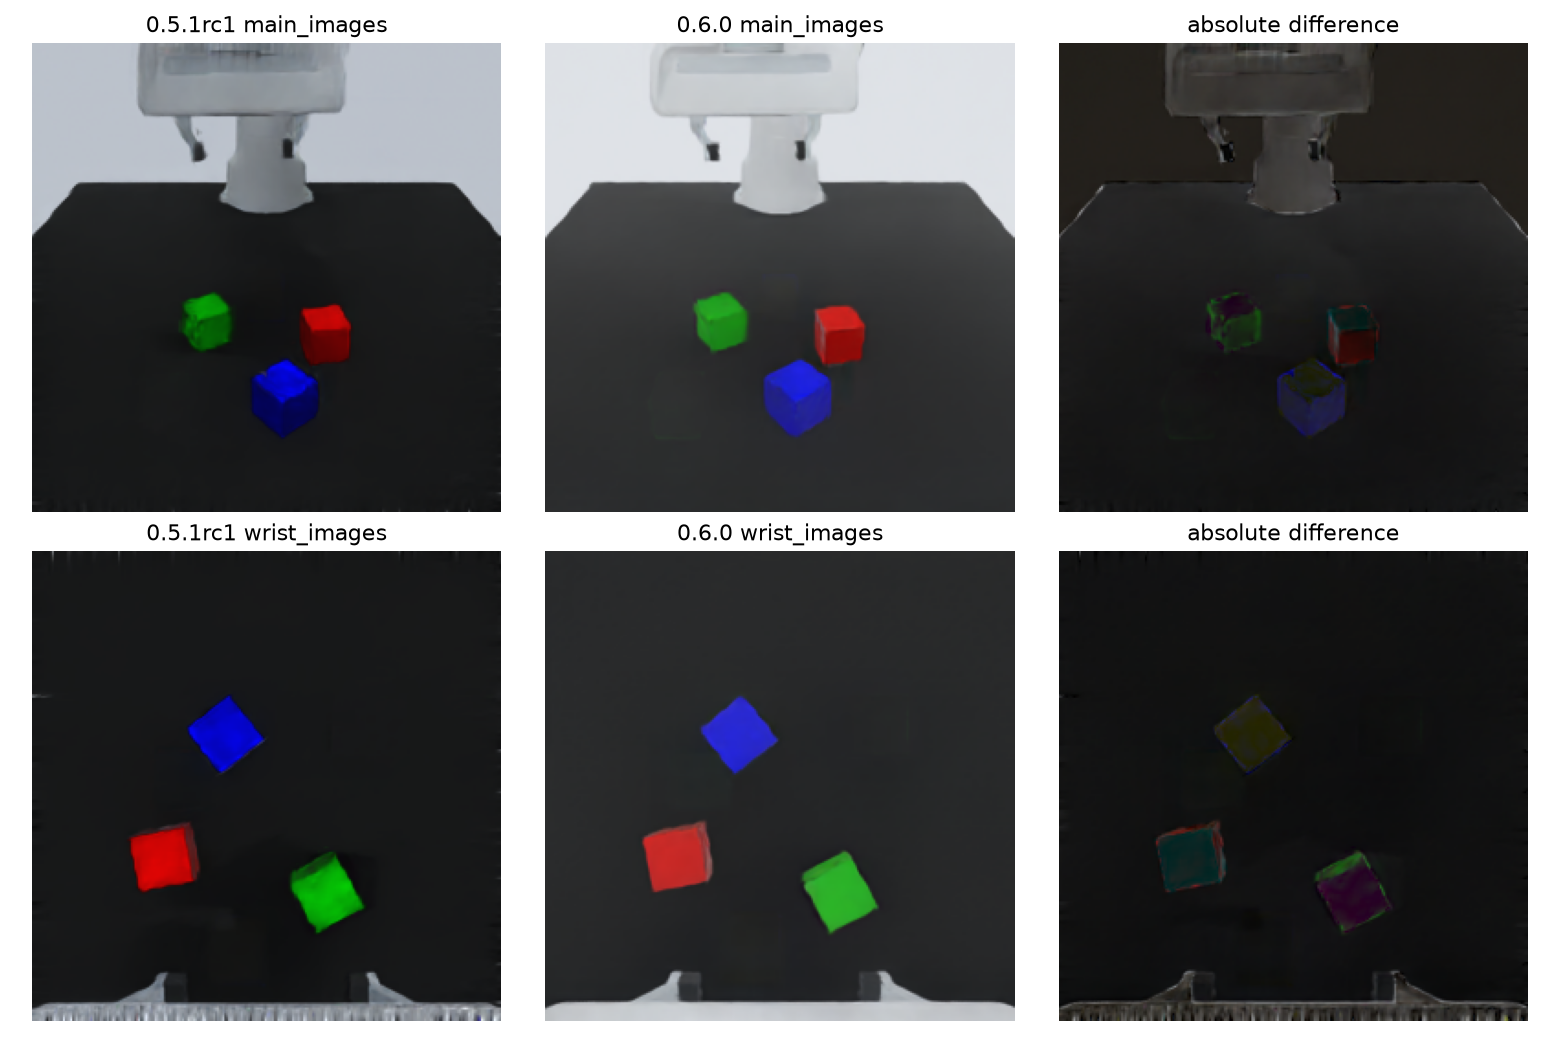 0.5.1rc1 main_images
0.6.0 main_images
absolute difference
0.5.1rc1 wrist_images
0.6.0 wrist_images
absolute difference